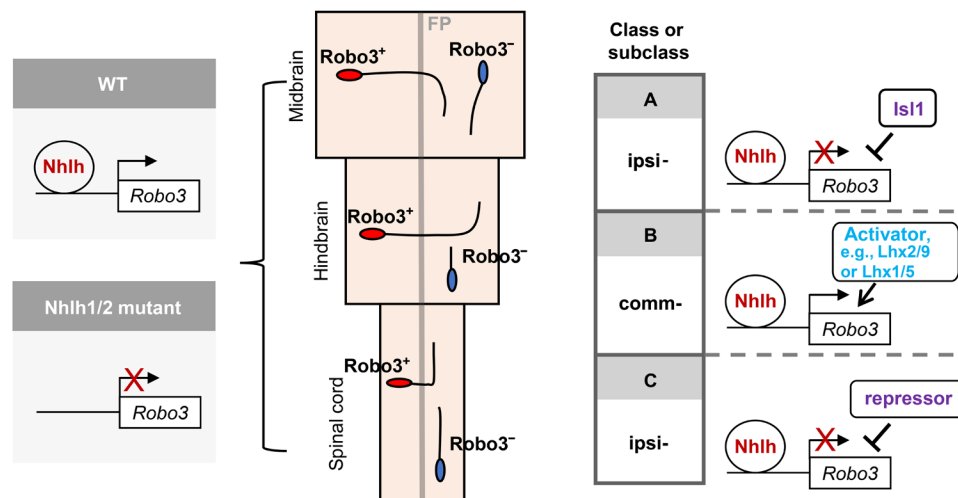 WT
Nhlh
Robo3
Nhlh1/2 mutant
Robo3
FP
Midbrain
Robo3⁺
Robo3⁻
Hindbrain
Robo3⁺
Robo3⁻
Spinal cord
Robo3⁺
Robo3⁻
Class or
subclass
A
ipsi-
Isl1
Nhlh
Robo3
B
comm-
Activator,
e.g., Lhx2/9
or Lhx1/5
Nhlh
Robo3
C
ipsi-
repressor
Nhlh
Robo3